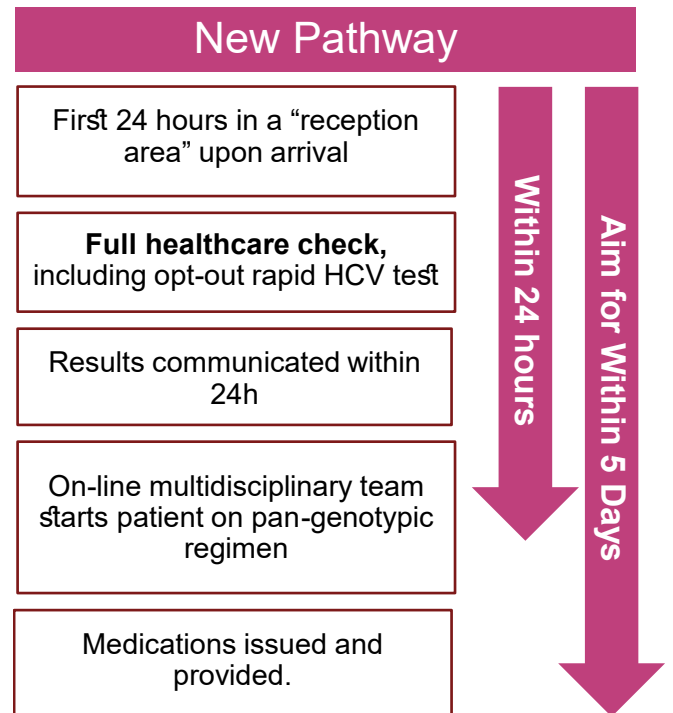 New Pathway
First 24 hours in a “reception
area” upon arrival
Full healthcare check,
including opt-out rapid HCV test
Results communicated within
24h
On-line multidisciplinary team
starts patient on pan-genotypic
regimen
Medications issued and
provided.
Within 24 hours
Aim for Within 5 Days